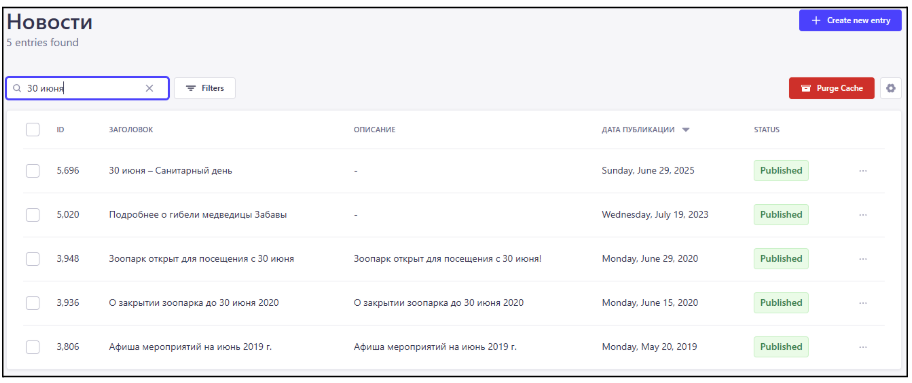 Новости
+ Create new entry
5 entries found
30 июня
Filters
Purge Cache
ID ЗАГОЛОВОК ОПИСАНИЕ ДАТА ПУБЛИКАЦИИ STATUS
5,696 30 июня – Санитарный день - Sunday, June 29, 2025 Published ...
5,020 Подробнее о гибели медведицы Забавы - Wednesday, July 19, 2023 Published ...
3,948 Зоопарк открыт для посещения с 30 июня Зоопарк открыт для посещения с 30 июня! Monday, June 29, 2020 Published ...
3,936 О закрытии зоопарка до 30 июня 2020 О закрытии зоопарка до 30 июня 2020 Monday, June 15, 2020 Published ...
3,806 Афиша мероприятий на июнь 2019 г. Афиша мероприятий на июнь 2019 г. Monday, May 20, 2019 Published ...